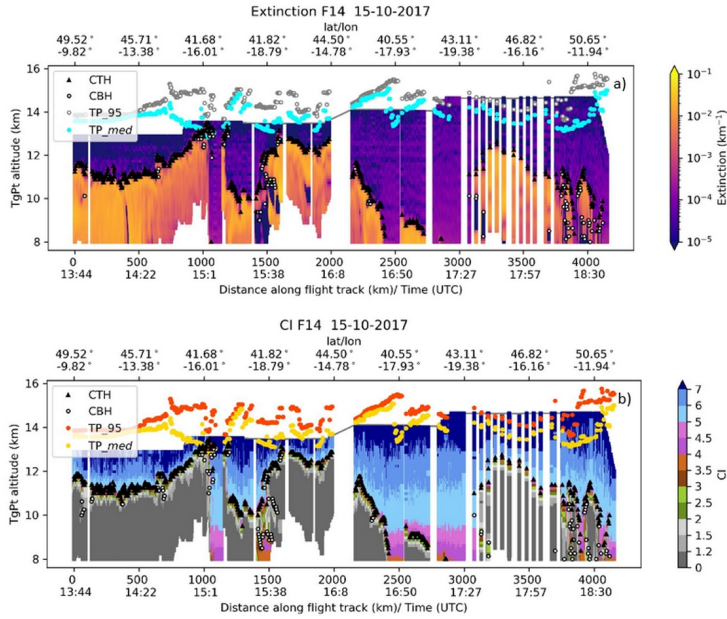 Extinction F14 15-10-2017
lat/lon
49.52° 45.71° 41.68° 41.82° 44.50° 40.55° 43.11° 46.82° 50.65°
-9.82° -13.38° -16.01° -18.79° -14.78° -17.93° -19.38° -16.16° -11.94°
16
14
12
10
8
TgPt altitude (km)
CTH
CBH
TP_95
TP_med
a)
10⁻¹
10⁻²
10⁻³
10⁻⁴
10⁻⁵
Extinction (km⁻¹)
0 500 1000 1500 2000 2500 3000 3500 4000
13:44 14:22 15:1 15:38 16:8 16:50 17:27 17:57 18:30
Distance along flight track (km)/ Time (UTC)
CI F14 15-10-2017
lat/lon
49.52° 45.71° 41.68° 41.82° 44.50° 40.55° 43.11° 46.82° 50.65°
-9.82° -13.38° -16.01° -18.79° -14.78° -17.93° -19.38° -16.16° -11.94°
16
14
12
10
8
TgPt altitude (km)
CTH
CBH
TP_95
TP_med
b)
7
6
5
4.5
4
3.5
3
2.5
2
1.5
1.2
0
CI
0 500 1000 1500 2000 2500 3000 3500 4000
13:44 14:22 15:1 15:38 16:8 16:50 17:27 17:57 18:30
Distance along flight track (km)/ Time (UTC)